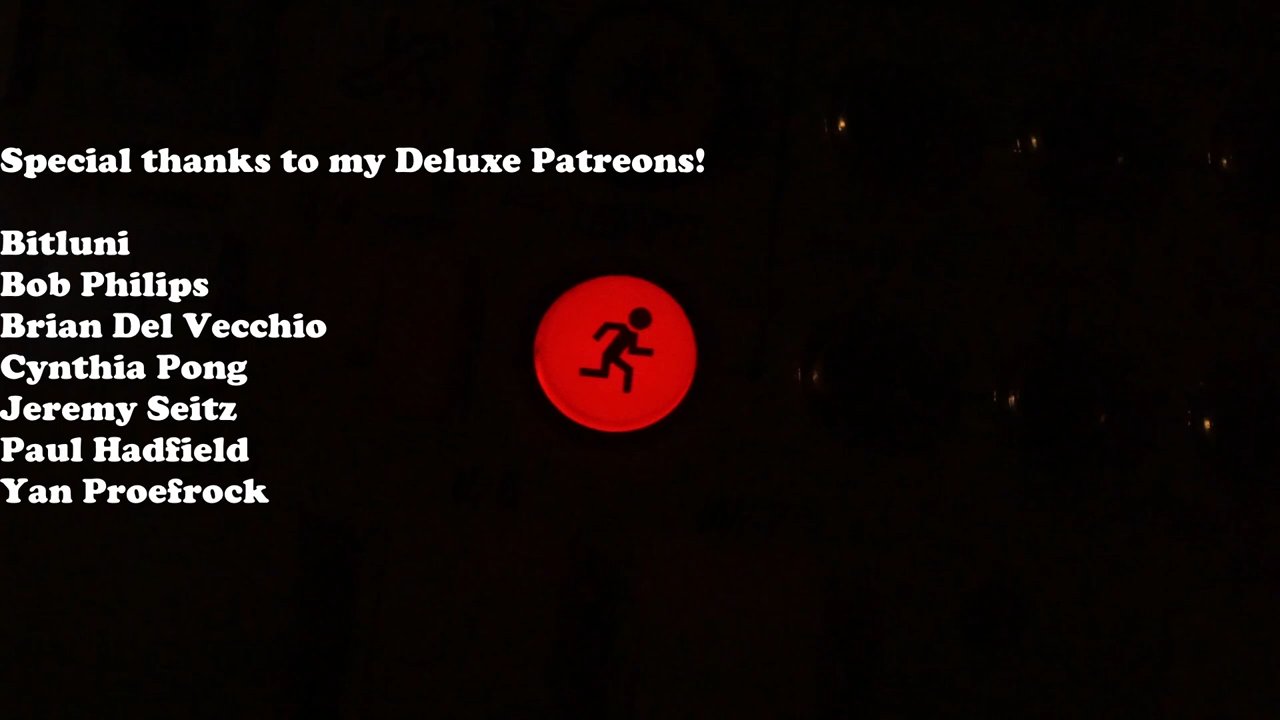 Special thanks to my Deluxe Patreons!
Bitluni
Bob Philips
Brian Del Vecchio
Cynthia Pong
Jeremy Seitz
Paul Hadfield
Yan Proefrock